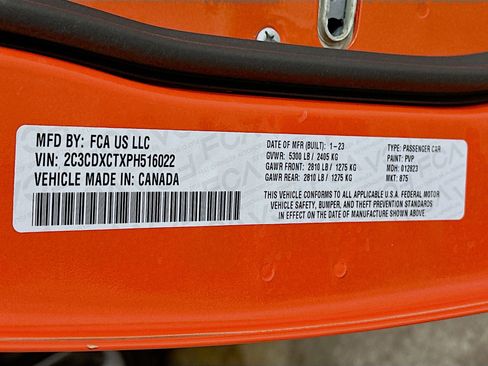 MFD BY: FCA US LLC
VIN: 2C3CDXCTXPH516022
VEHICLE MADE IN: CANADA
DATE OF MFR (BUILT): 1-23
GVWR: 5300 LB / 2405 KG
GAWR FRONT: 2810 LB / 1275 KG
GAWR REAR: 2810 LB / 1275 KG
TYPE: PASSENGER CAR
PAINT: PVP
MDH: 012823
MKT: 875
THIS VEHICLE CONFORMS TO ALL APPLICABLE U.S.A. FEDERAL MOTOR
VEHICLE SAFETY, BUMPER, AND THEFT PREVENTION STANDARDS
IN EFFECT ON THE DATE OF MANUFACTURE SHOWN ABOVE